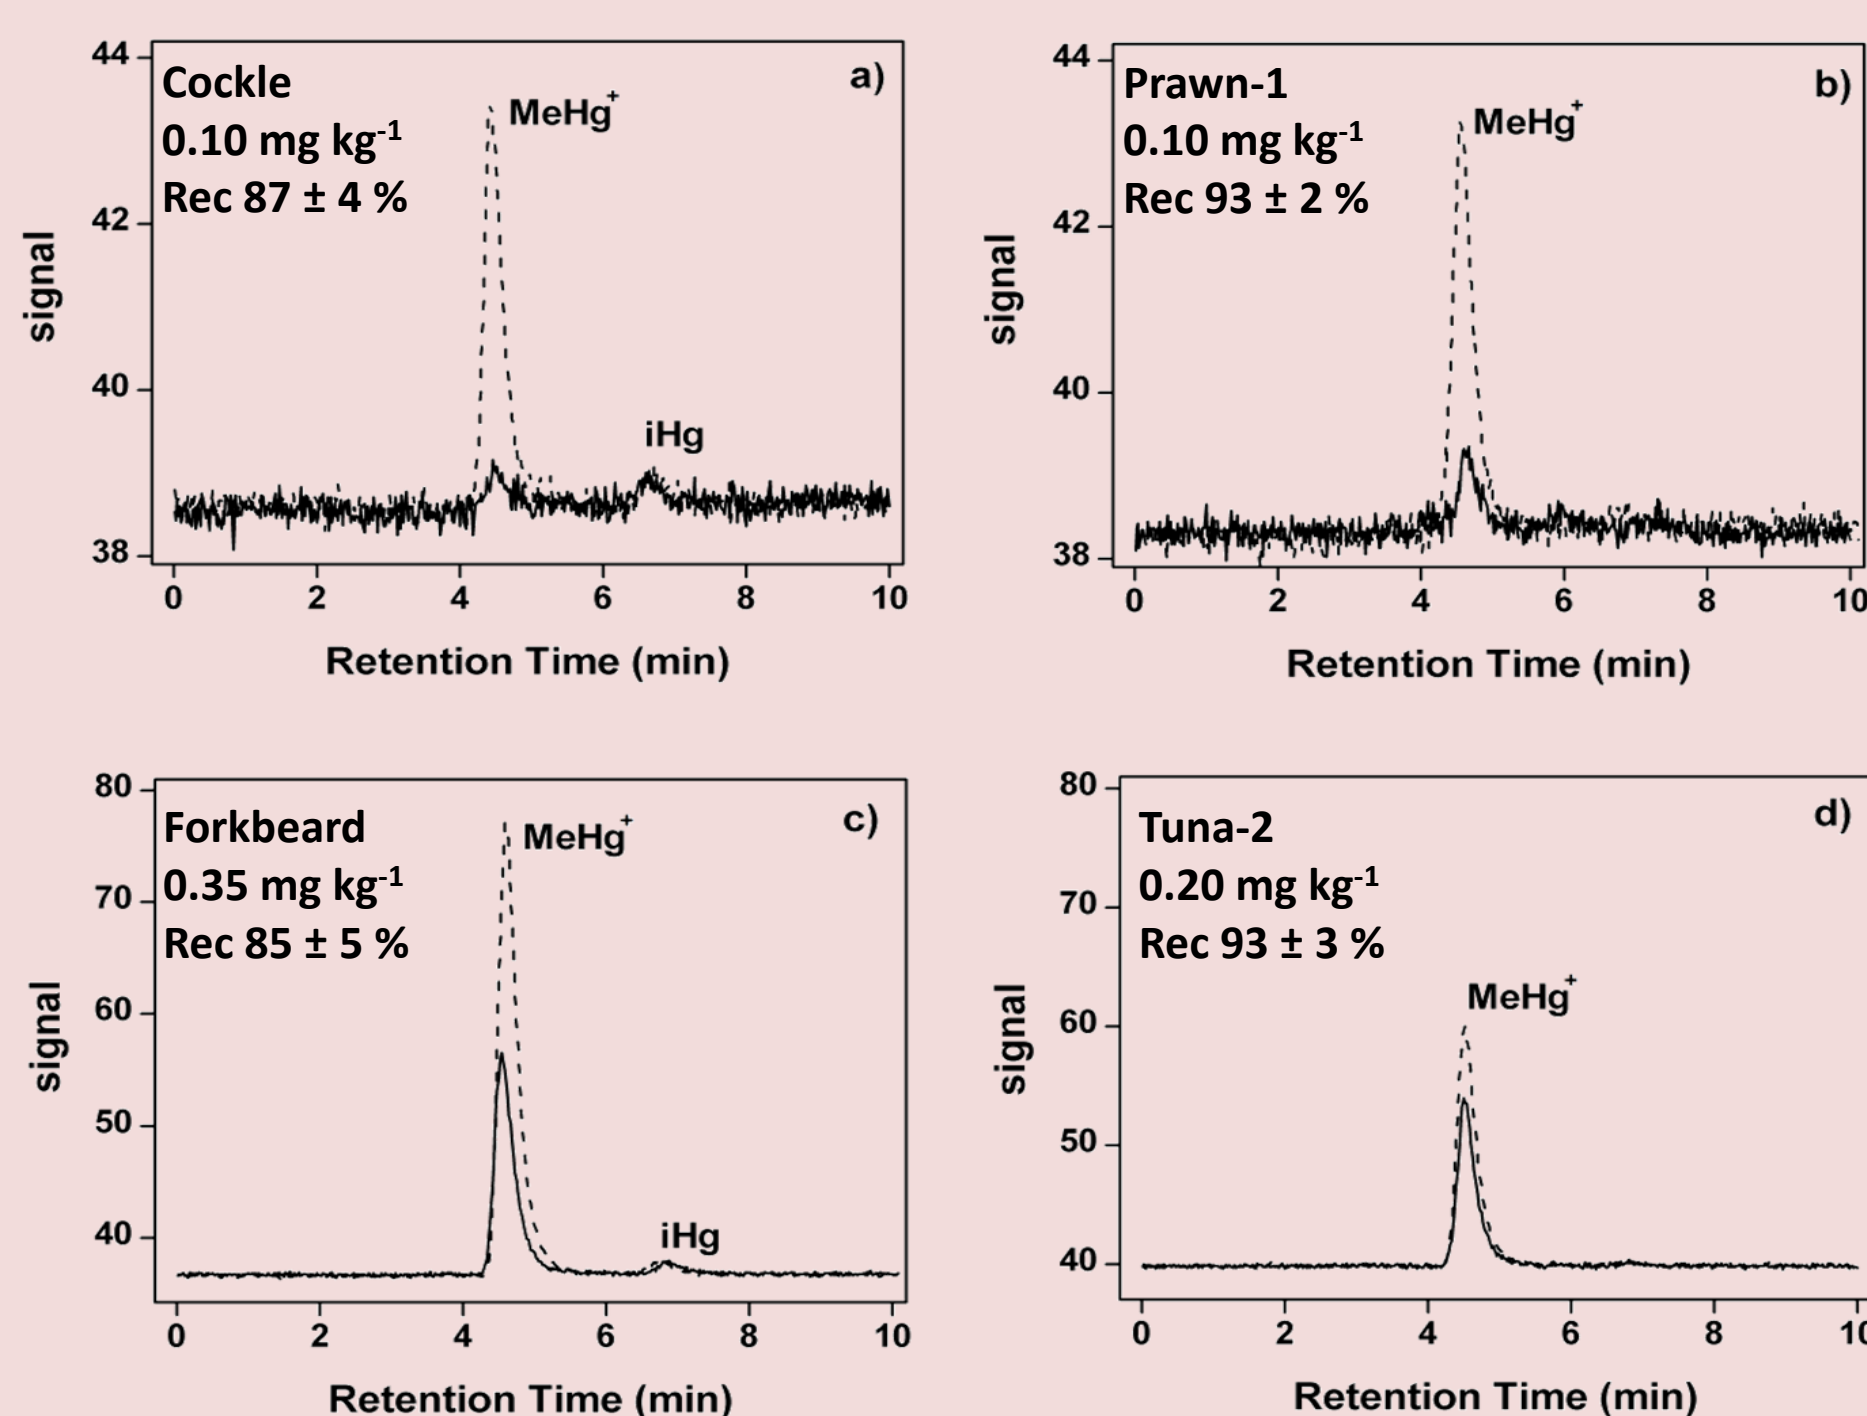 a)
Cockle
0.10 mg kg⁻¹
Rec 87 ± 4 %
MeHg⁺
iHg
44
42
40
38
signal
0 2 4 6 8 10
Retention Time (min)
b)
Prawn-1
0.10 mg kg⁻¹
Rec 93 ± 2 %
MeHg⁺
44
42
40
38
signal
0 2 4 6 8 10
Retention Time (min)
c)
Forkbeard
0.35 mg kg⁻¹
Rec 85 ± 5 %
MeHg⁺
iHg
80
70
60
50
40
signal
0 2 4 6 8 10
Retention Time (min)
d)
Tuna-2
0.20 mg kg⁻¹
Rec 93 ± 3 %
MeHg⁺
80
70
60
50
40
signal
0 2 4 6 8 10
Retention Time (min)